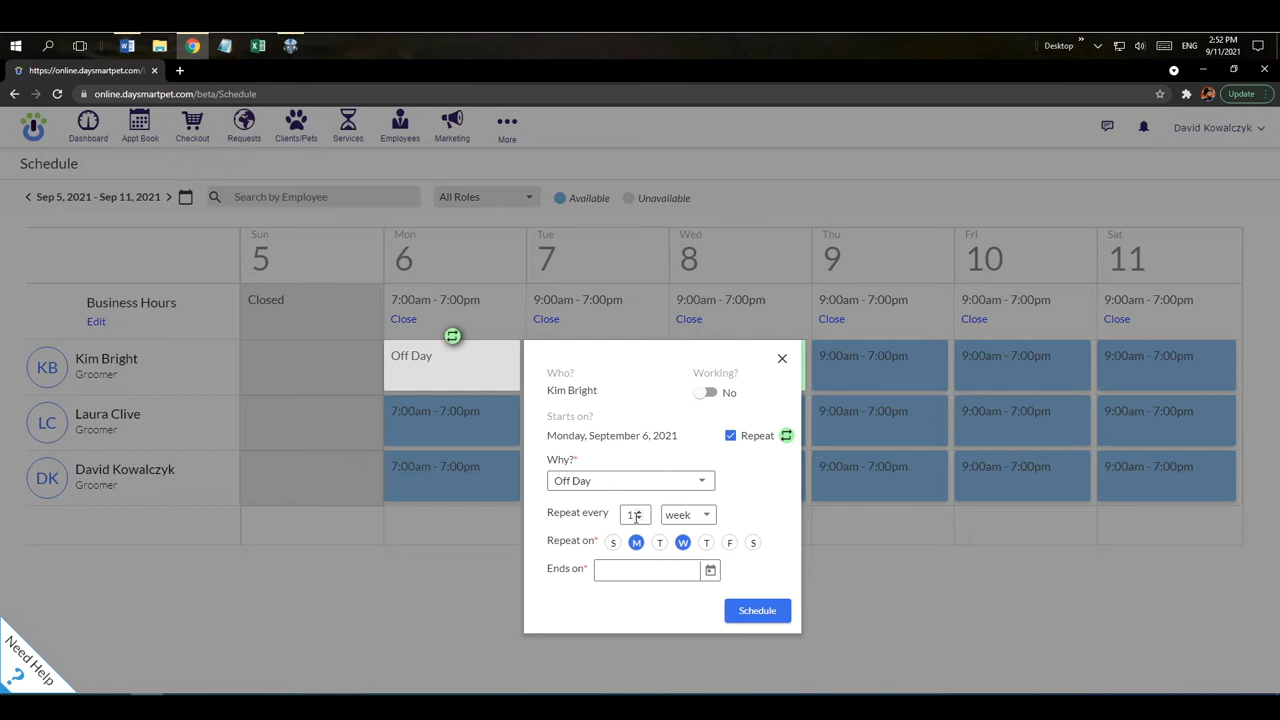 2:52 PM
Desktop » ENG
9/11/2021
https://online.daysmartpet.com/
online.daysmartpet.com/beta/Schedule Update
Dashboard Appt Book Checkout Requests Clients/Pets Services Employees Marketing More
David Kowalczyk
Schedule
Sep 5, 2021 - Sep 11, 2021 Search by Employee All Roles Available Unavailable
Sun Mon Tue Wed Thu Fri Sat
5 6 7 8 9 10 11
Business Hours Closed 7:00am - 7:00pm 9:00am - 7:00pm 9:00am - 7:00pm 9:00am - 7:00pm 9:00am - 7:00pm 9:00am - 7:00pm
Edit Close Close Close Close Close Close
KB Kim Bright Off Day 9:00am - 7:00pm 9:00am - 7:00pm 9:00am - 7:00pm
Groomer
LC Laura Clive 7:00am - 7:00pm 9:00am - 7:00pm 9:00am - 7:00pm 9:00am - 7:00pm
Groomer
DK David Kowalczyk 7:00am - 7:00pm 9:00am - 7:00pm 9:00am - 7:00pm 9:00am - 7:00pm
Groomer
Who? Working?
Kim Bright No
Starts on?
Monday, September 6, 2021 Repeat
Why?*
Off Day
Repeat every 1 week
Repeat on* S M T W T F S
Ends on*
Schedule
Need Help
?